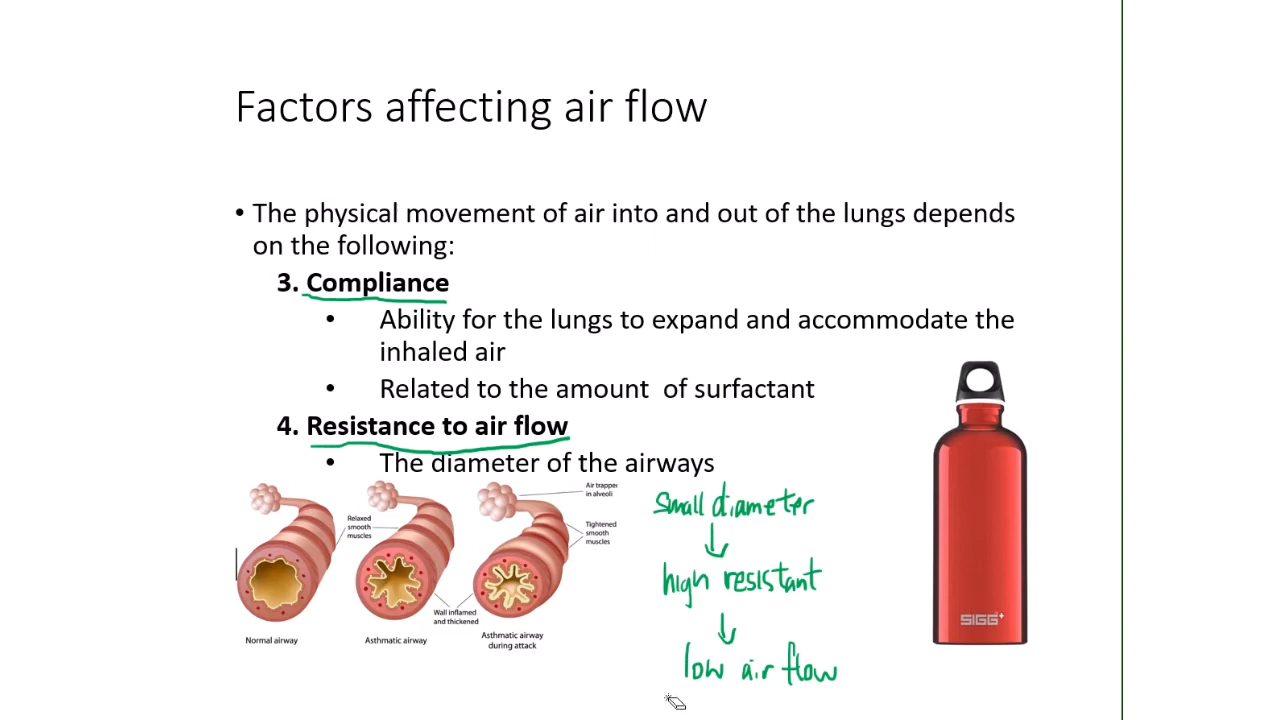 Factors affecting air flow
• The physical movement of air into and out of the lungs depends
on the following:
3. Compliance
• Ability for the lungs to expand and accommodate the
inhaled air
• Related to the amount of surfactant
4. Resistance to air flow
• The diameter of the airways
Air trapped
in alveoli
Relaxed
smooth
muscles
Tightened
smooth
muscles
Wall inflamed
and thickened
Normal airway
Asthmatic airway
Asthmatic airway
during attack
small diameter
↓
high resistant
↓
low air flow
SIGG